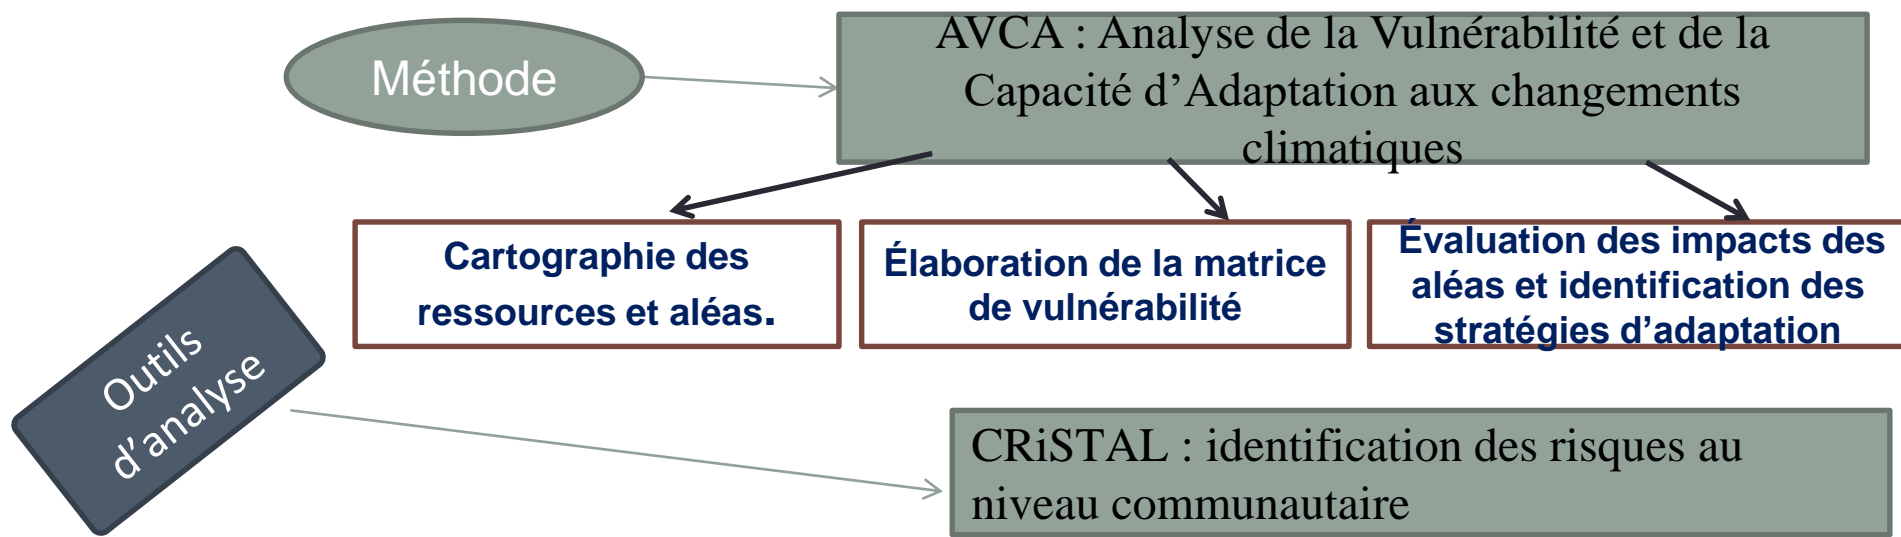 Méthode
AVCA : Analyse de la Vulnérabilité et de la
Capacité d’Adaptation aux changements
climatiques
Cartographie des
ressources et aléas.
Élaboration de la matrice
de vulnérabilité
Évaluation des impacts des
aléas et identification des
stratégies d’adaptation
Outils
d’analyse
CRiSTAL : identification des risques au
niveau communautaire